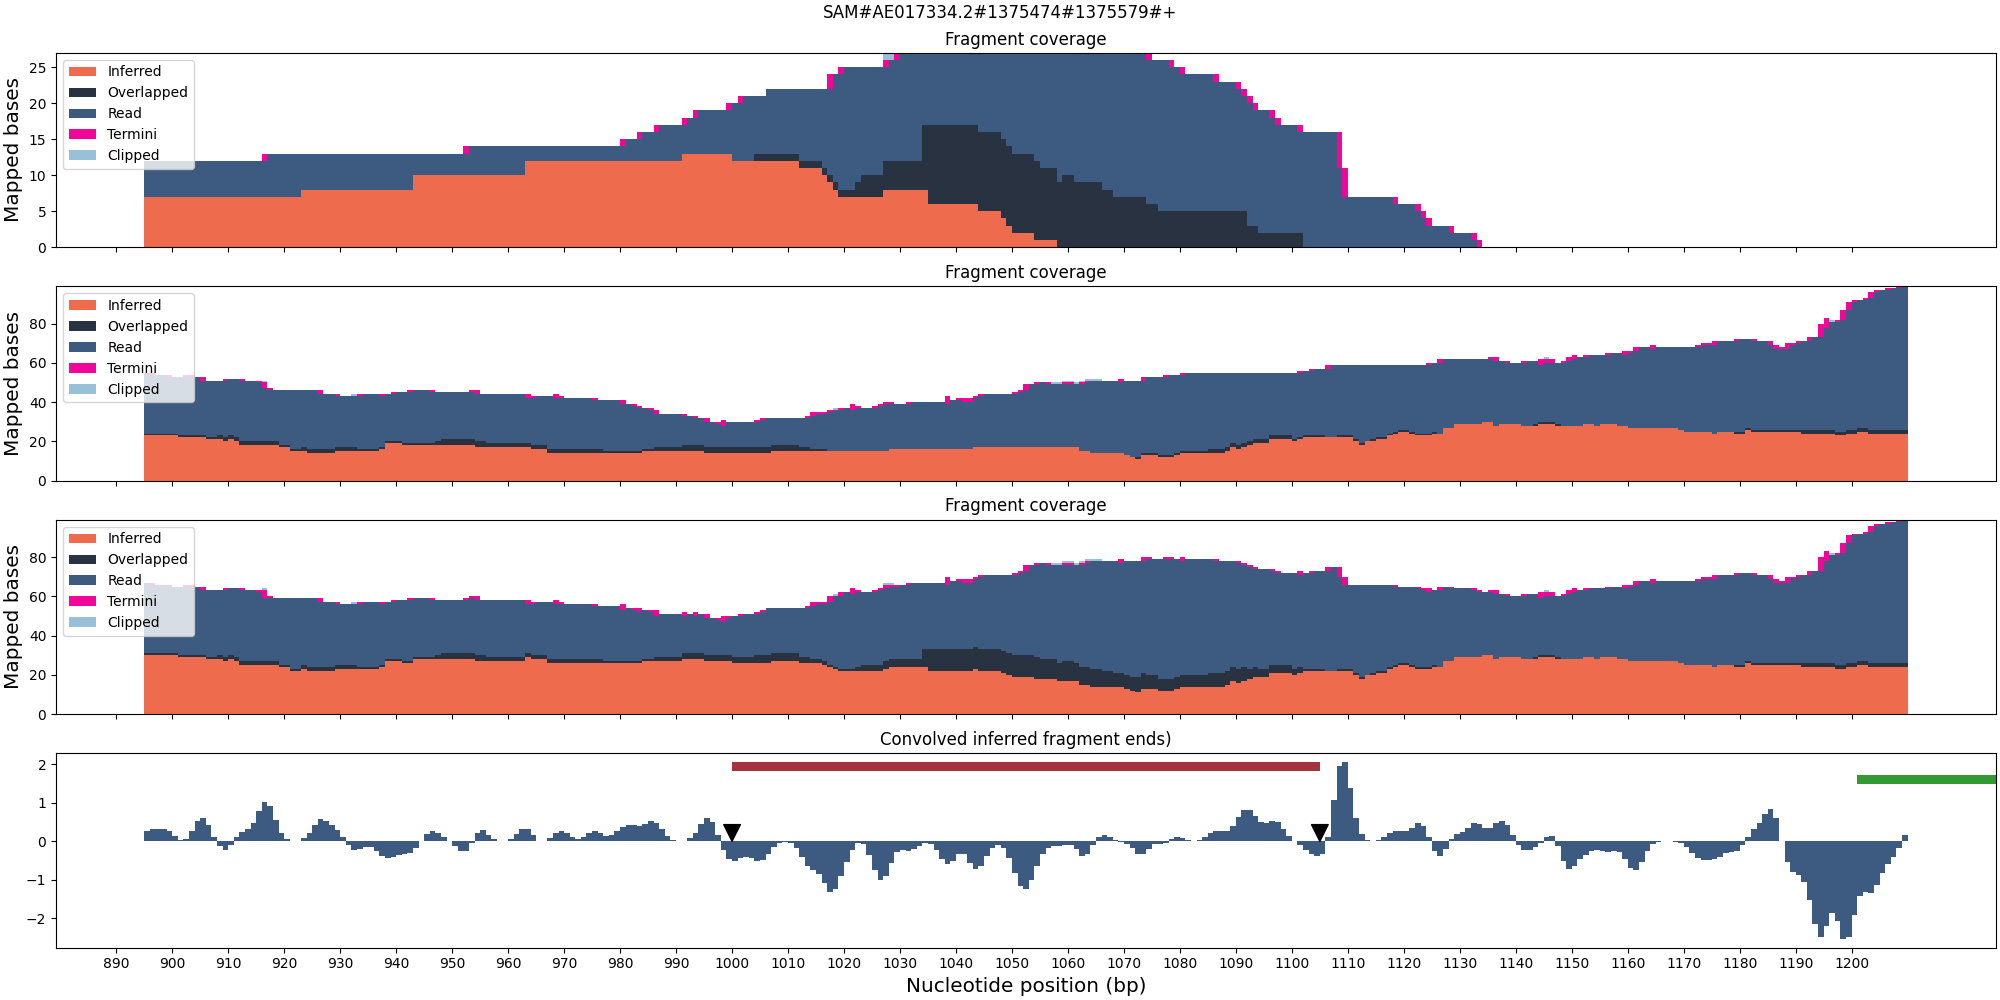 SAM#AE017334.2#1375474#1375579#+
Fragment coverage
Mapped bases
25
20
15
10
5
0
Inferred
Overlapped
Read
Termini
Clipped
Fragment coverage
Mapped bases
80
60
40
20
0
Inferred
Overlapped
Read
Termini
Clipped
Fragment coverage
Mapped bases
80
60
40
20
0
Inferred
Overlapped
Read
Termini
Clipped
Convolved inferred fragment ends)
2
1
0
−1
−2
890 900 910 920 930 940 950 960 970 980 990 1000 1010 1020 1030 1040 1050 1060 1070 1080 1090 1100 1110 1120 1130 1140 1150 1160 1170 1180 1190 1200
Nucleotide position (bp)